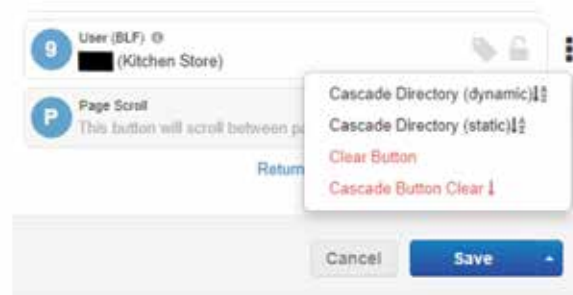 9 User (BLF)
(Kitchen Store)
Cascade Directory (dynamic)
P Page Scroll
This button will scroll between
Cascade Directory (static)
Clear Button
Return
Cascade Button Clear
Cancel Save